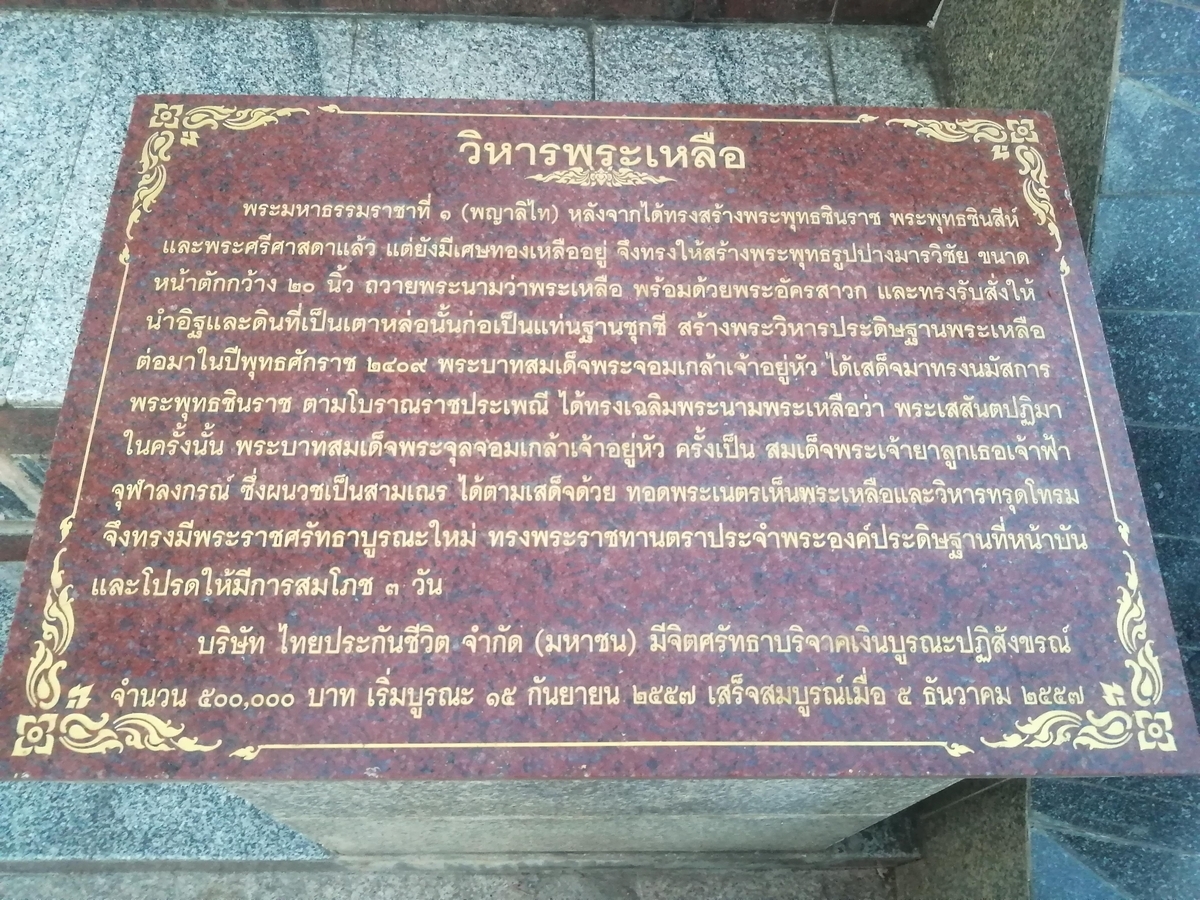 วิหารพระเหลือ
พระมหาธรรมราชาที่ ๑ (พญาลิไท) หลังจากได้ทรงสร้างพระพุทธชินราช พระพุทธชินสีห์
และพระศรีศาสดาแล้ว แต่ยังมีเศษทองเหลืออยู่ จึงทรงให้สร้างพระพุทธรูปปางมารวิชัย ขนาด
หน้าตักกว้าง ๒๐ นิ้ว ถวายพระนามว่าพระเหลือ พร้อมด้วยพระอัครสาวก และทรงรับสั่งให้
นำอิฐและดินที่เป็นเตาหล่อนั้นก่อเป็นแท่นฐานชุกชี สร้างพระวิหารประดิษฐานพระเหลือ
ต่อมาในปีพุทธศักราช ๒๔๐๙ พระบาทสมเด็จพระจอมเกล้าเจ้าอยู่หัว ได้เสด็จมาทรงนมัสการ
พระพุทธชินราช ตามโบราณราชประเพณี ได้ทรงเฉลิมพระนามพระเหลือว่า พระเสสันตปฏิมา
ในครั้งนั้น พระบาทสมเด็จพระจุลจอมเกล้าเจ้าอยู่หัว ครั้งเป็น สมเด็จพระเจ้ายาลูกเธอเจ้าฟ้า
จุฬาลงกรณ์ ซึ่งผนวชเป็นสามเณร ได้ตามเสด็จด้วย ทอดพระเนตรเห็นพระเหลือและวิหารทรุดโทรม
จึงทรงมีพระราชศรัทธาบูรณะใหม่ ทรงพระราชทานตราประจำพระองค์ประดิษฐานที่หน้าบัน
และโปรดให้มีการสมโภช ๓ วัน
บริษัท ไทยประกันชีวิต จำกัด (มหาชน) มีจิตศรัทธาบริจาคเงินบูรณะปฏิสังขรณ์
จำนวน ๕๐๐,๐๐๐ บาท เริ่มบูรณะ ๑๕ กันยายน ๒๕๕๗ เสร็จสมบูรณ์เมื่อ ๕ ธันวาคม ๒๕๕๗